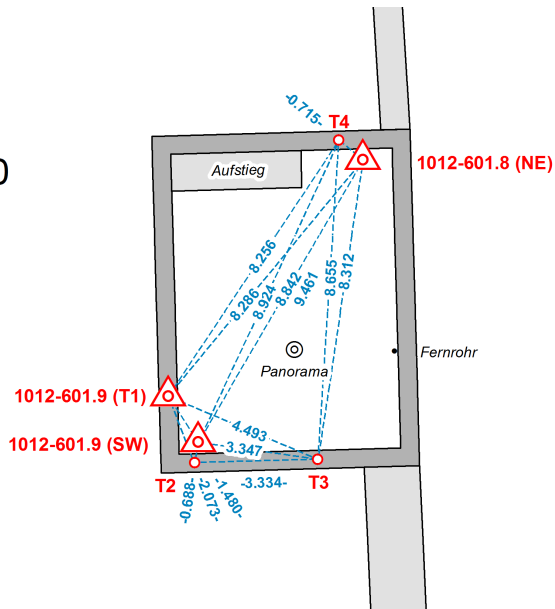 -0.715-
T4
1012-601.8 (NE)
Aufstieg
0
8.256
8.286
8.924
8.842
9.461
8.655
8.312
Panorama
Fernrohr
1012-601.9 (T1)
1012-601.9 (SW)
4.493
3.347
T2
-0.688-
-2.073-
-1.480-
-3.334-
T3